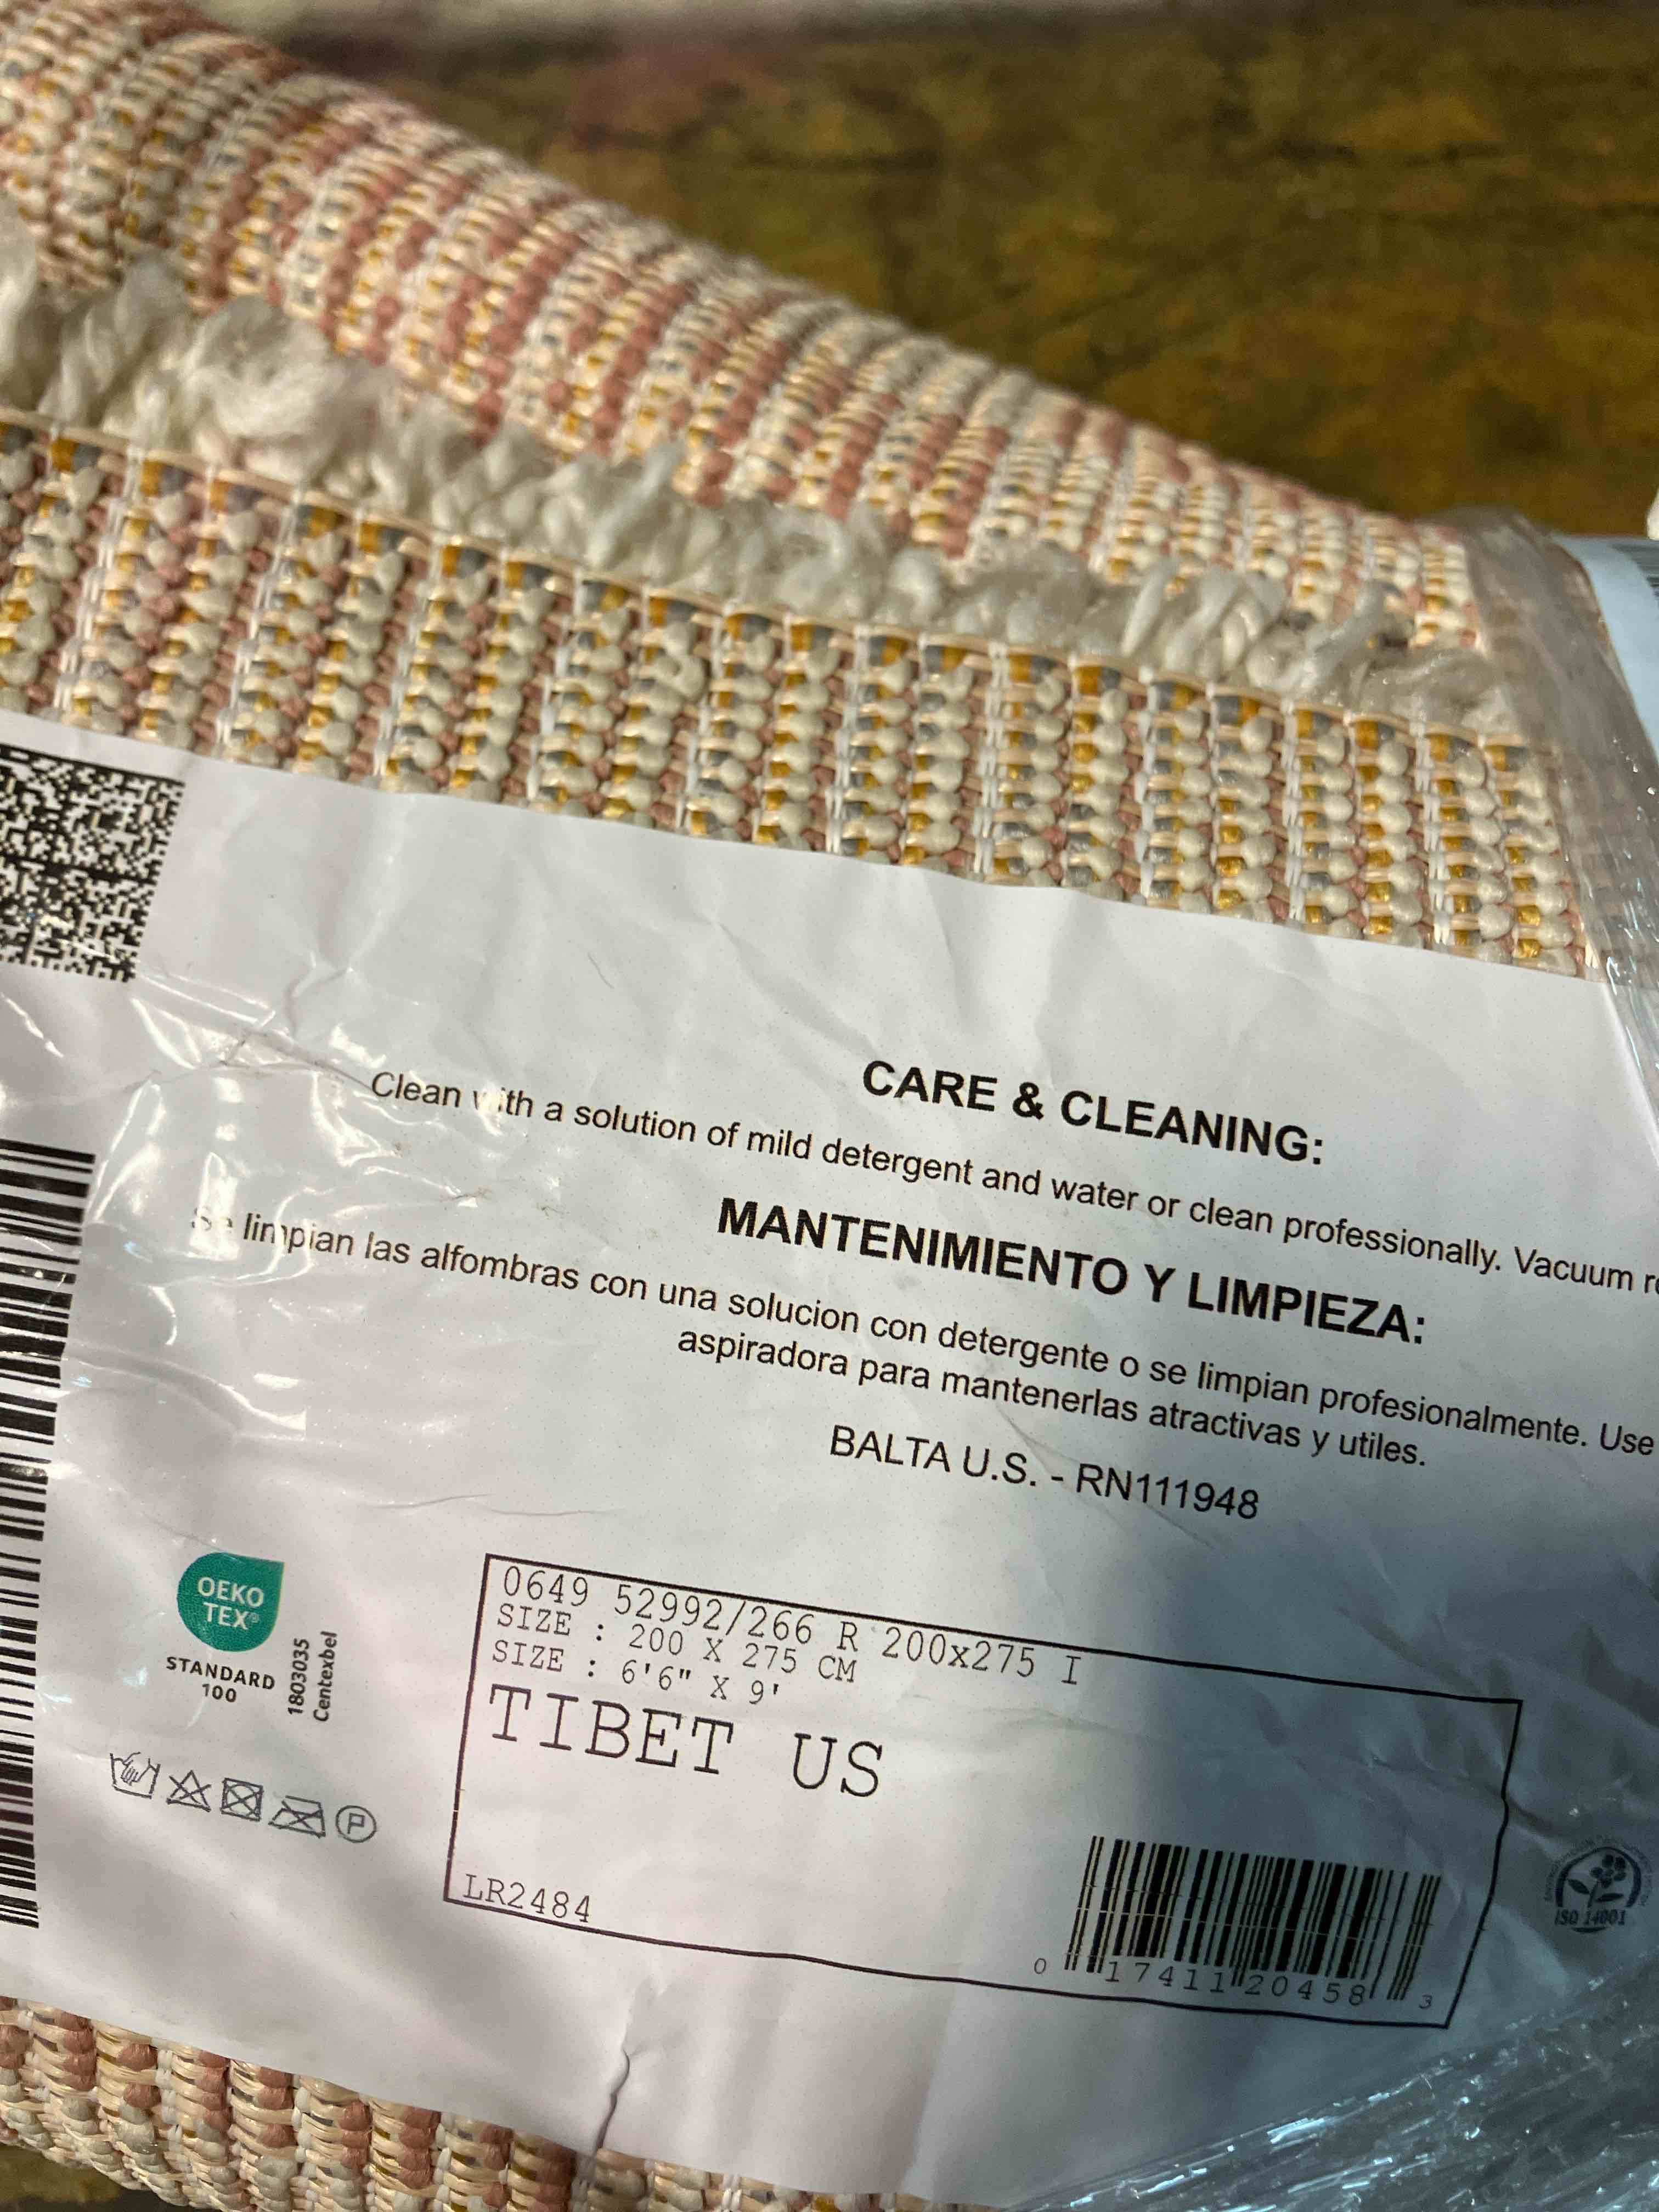 CARE & CLEANING:
Clean with a solution of mild detergent and water or clean professionally. Vacuum
MANTENIMIENTO Y LIMPIEZA:
Se limpian las alfombras con una solucion con detergente o se limpian profesionalmente. Use
aspiradora para mantenerlas atractivas y utiles.
BALTA U.S. - RN111948
OEKO
TEX®
STANDARD
100
1803035
Centexbel
P
0649 52992/266 R 200x275 I
SIZE : 200 X 275 CM
SIZE : 6'6" X 9'
TIBET US
LR2484
0 17411 20458 3
ISO 14001